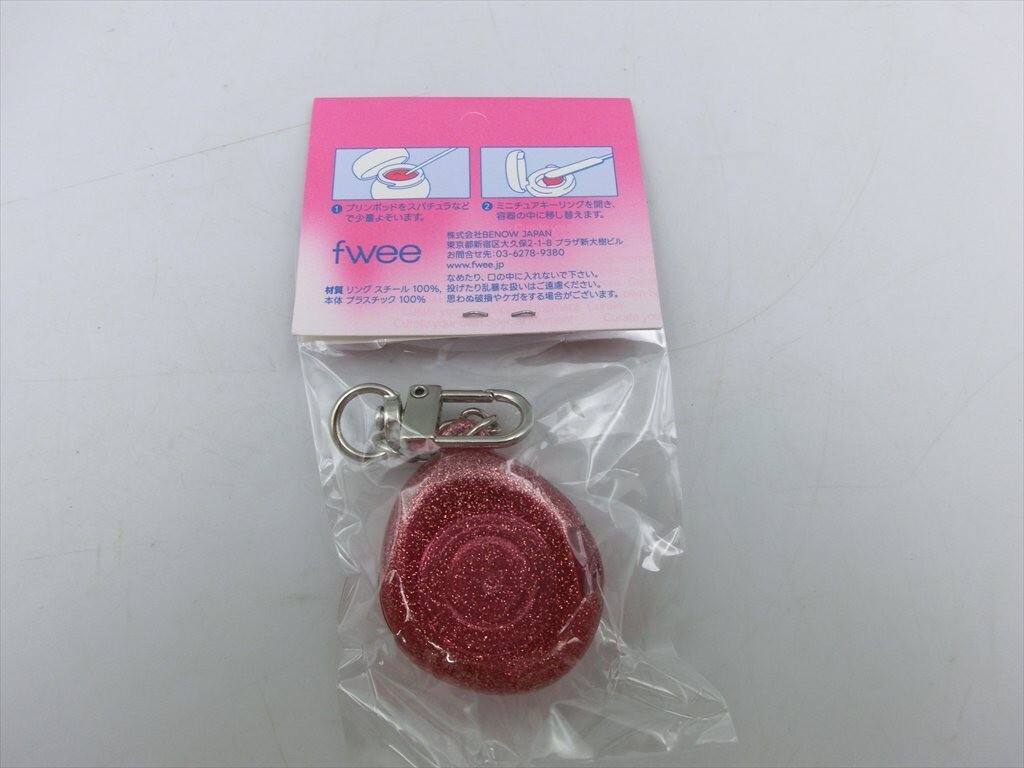 1 プリンポッドをスパチュラなど
で少量よそいます。
2 ミニチュアキーリングを開き、
容器の中に移し替えます。
fwee
株式会社BENOW JAPAN
東京都新宿区大久保2-1-8 プラザ新大樹ビル
お問合せ先:03-6278-9380
www.fwee.jp
材質 リング スチール 100%,
本体 プラスチック 100%
なめたり、口の中に入れないで下さい。
投げたり乱暴な扱いはご遠慮ください。
思わぬ破損やケガをする場合がございます。
Curate your own